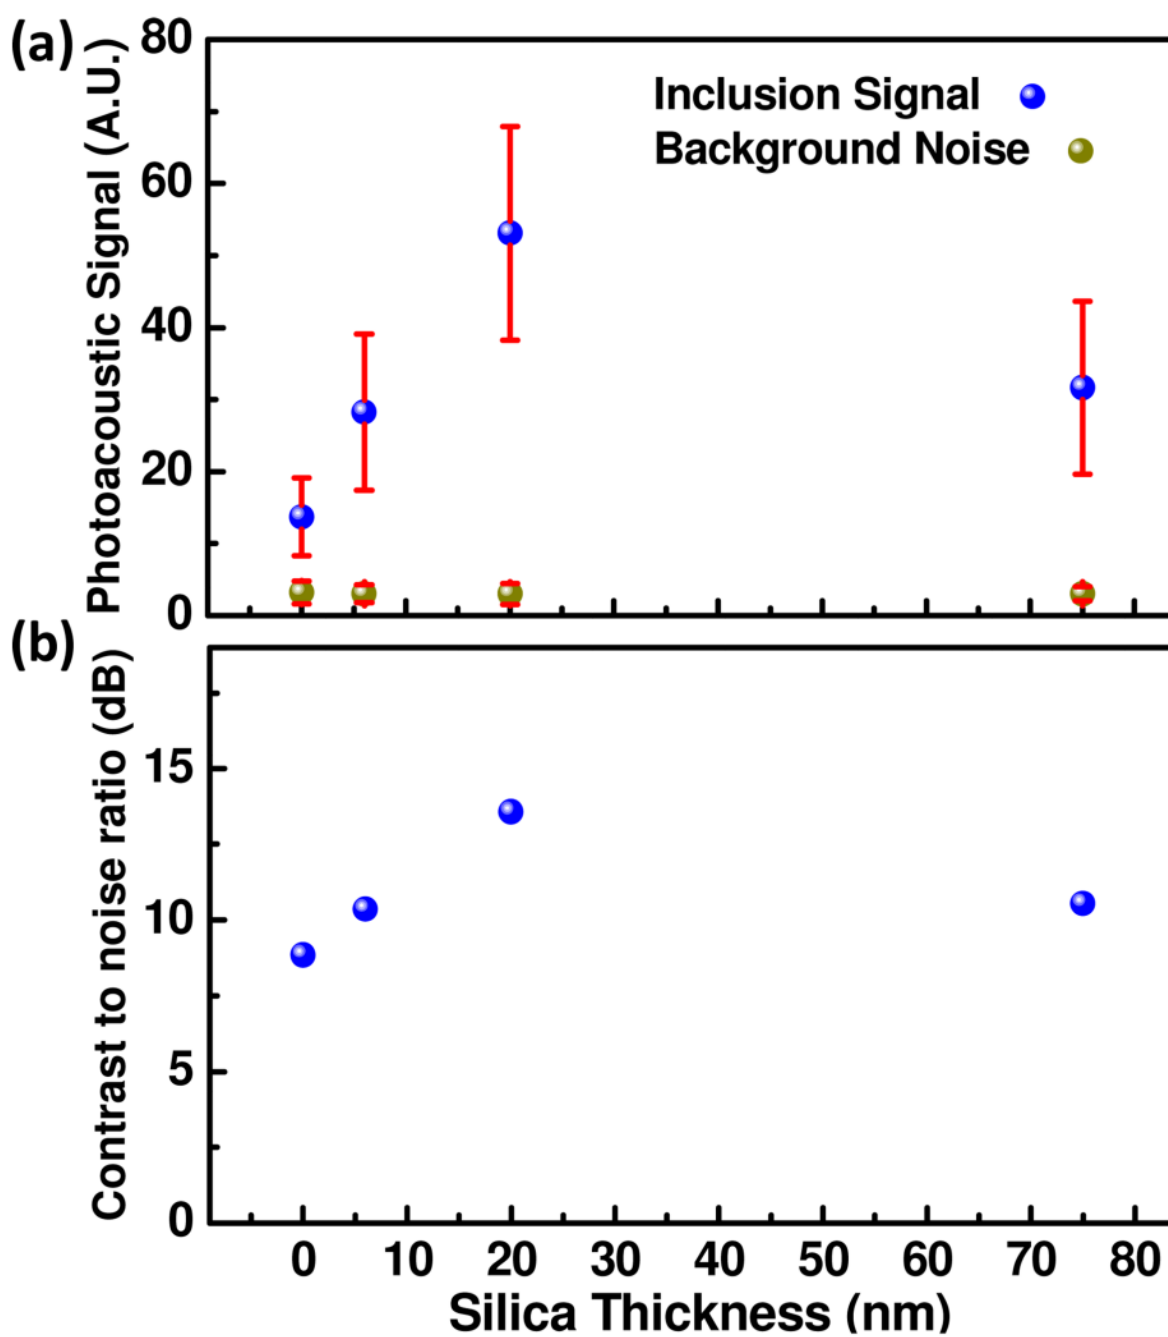 (a)
Photoacoustic Signal (A.U.)
80
60
40
20
0
Inclusion Signal
Background Noise
(b)
Contrast to noise ratio (dB)
15
10
5
0
0 10 20 30 40 50 60 70 80
Silica Thickness (nm)